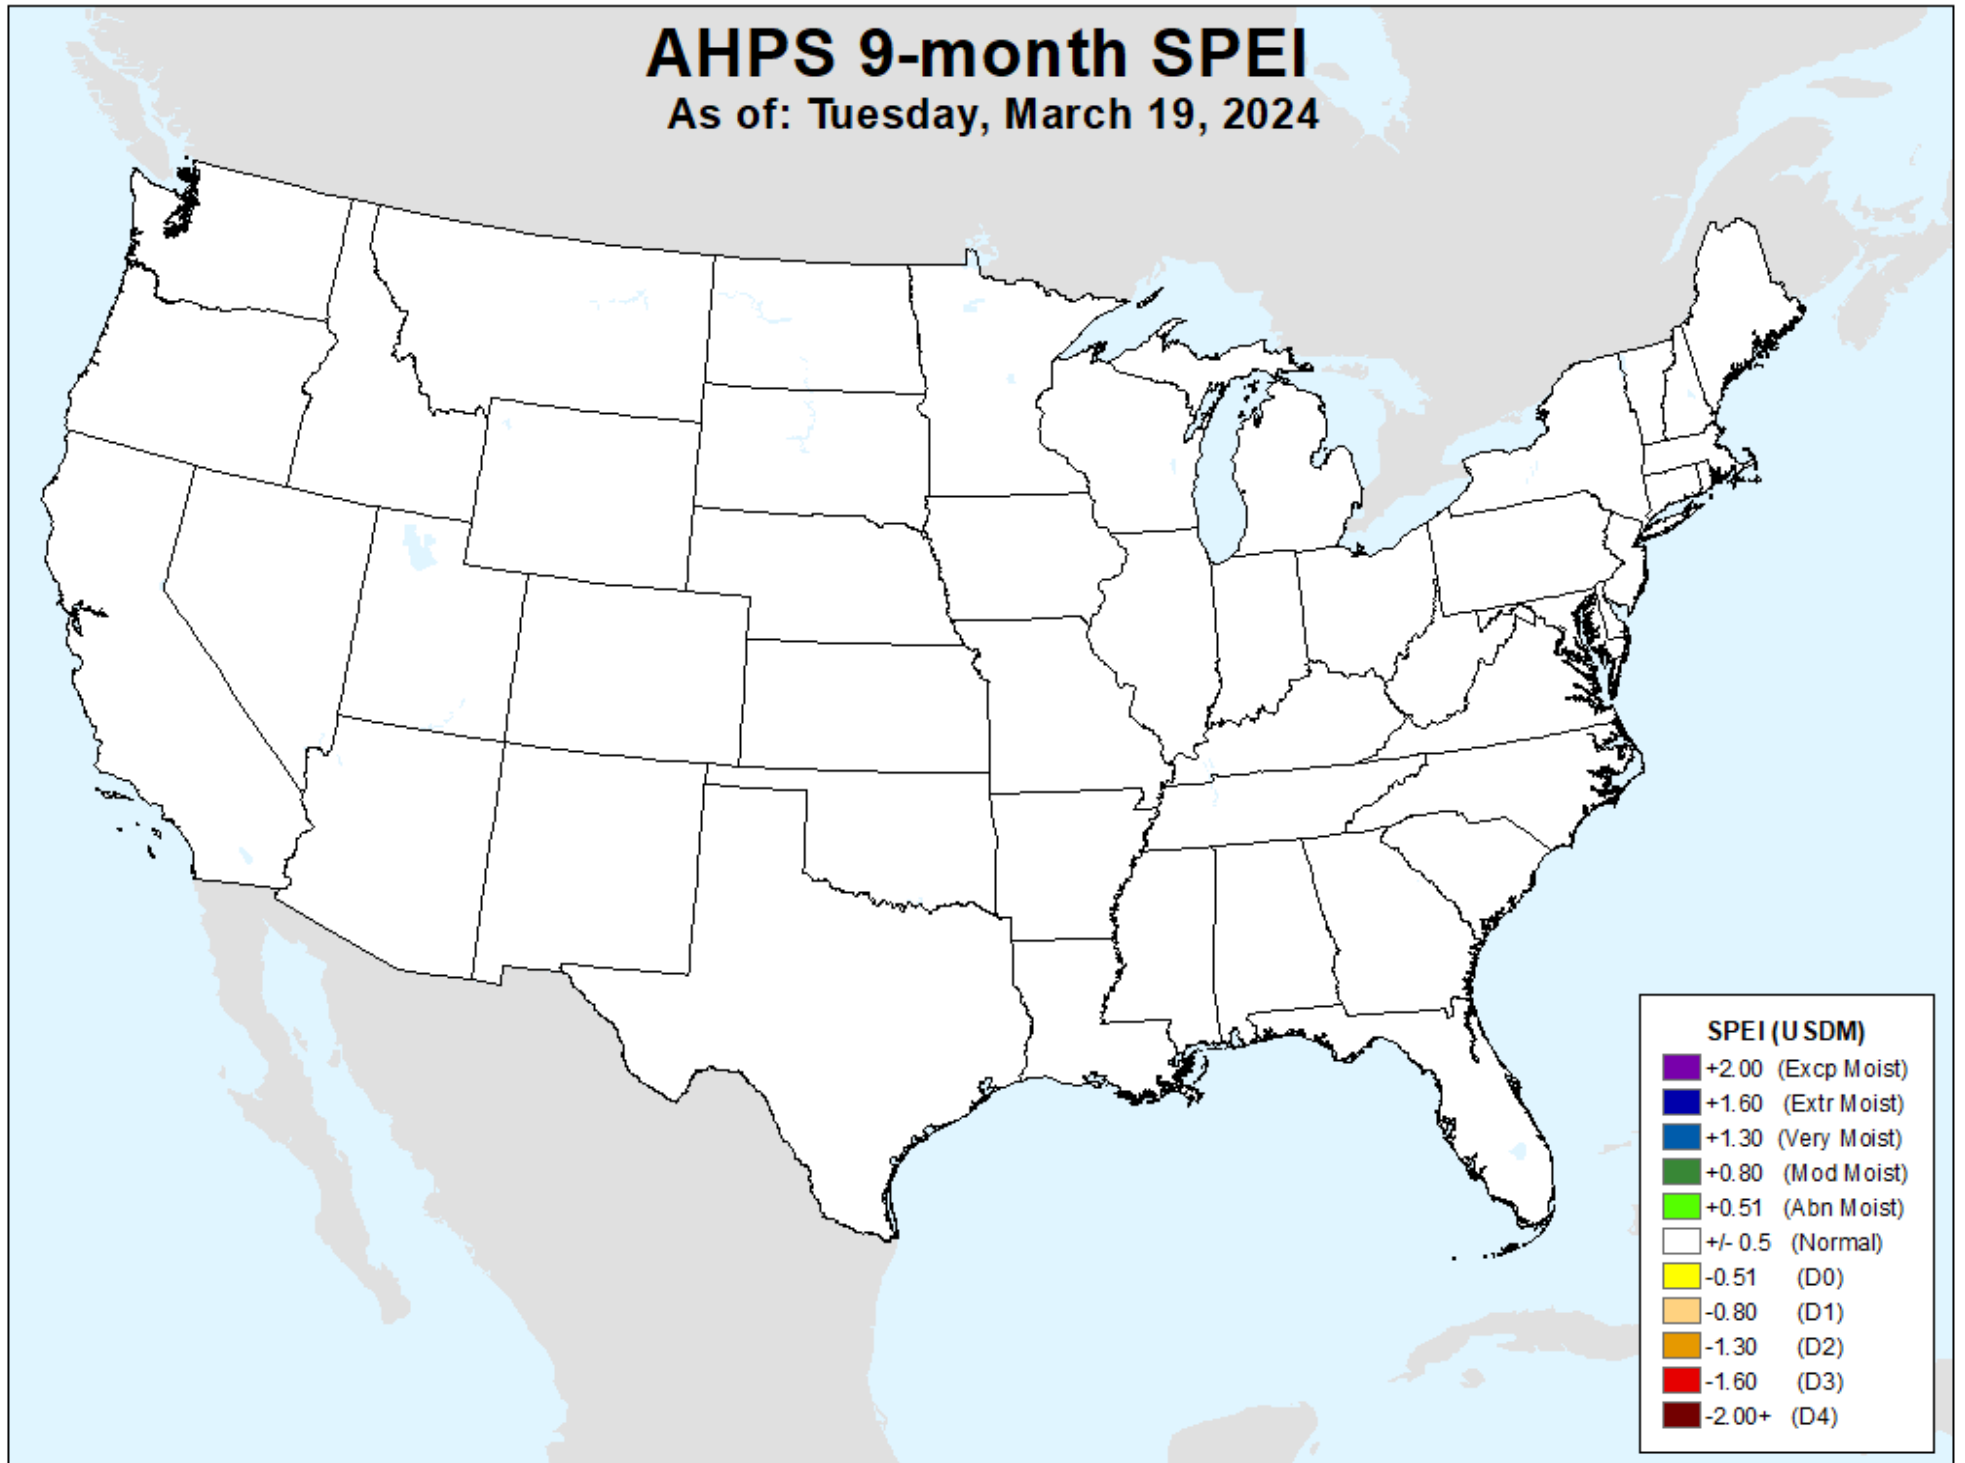 AHPS 9-month SPEI
As of: Tuesday, March 19, 2024
SPEI (USDM)
+2.00 (Excp Moist)
+1.60 (Extr Moist)
+1.30 (Very Moist)
+0.80 (Mod Moist)
+0.51 (Abn Moist)
+/- 0.5 (Normal)
-0.51 (D0)
-0.80 (D1)
-1.30 (D2)
-1.60 (D3)
-2.00+ (D4)